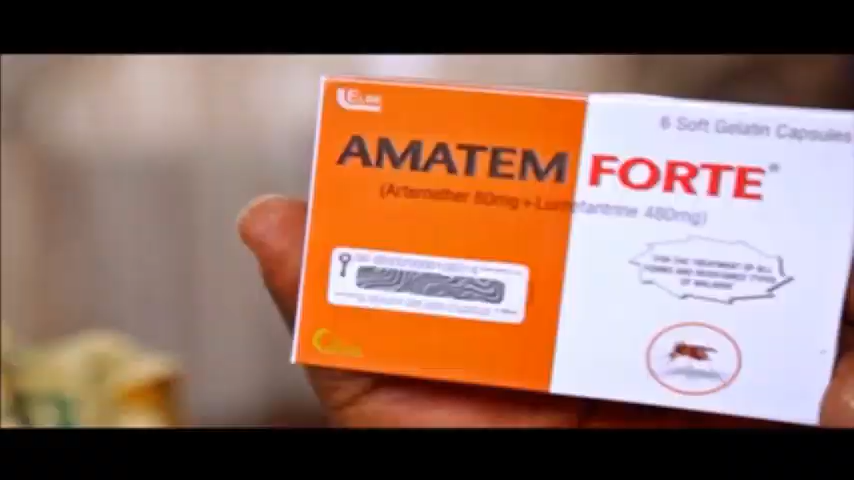 ELBE
6 Soft Gelatin Capsules
AMATEM FORTE®
(Artemether 80mg + Lumefantrine 480mg)
FOR THE TREATMENT OF ALL
FORMS AND RESISTANT TYPES
OF MALARIA